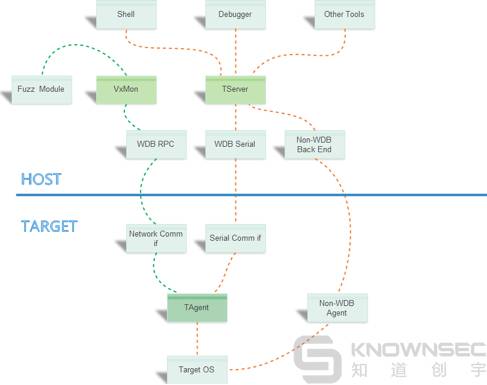 Shell
Debugger
Other Tools
Fuzz Module
VxMon
TServer
WDB RPC
WDB Serial
Non-WDB
Back End
HOST
TARGET
Network Comm
if
Serial Comm if
TAgent
Non-WDB
Agent
Target OS
KNOWNSEC
知道创宇